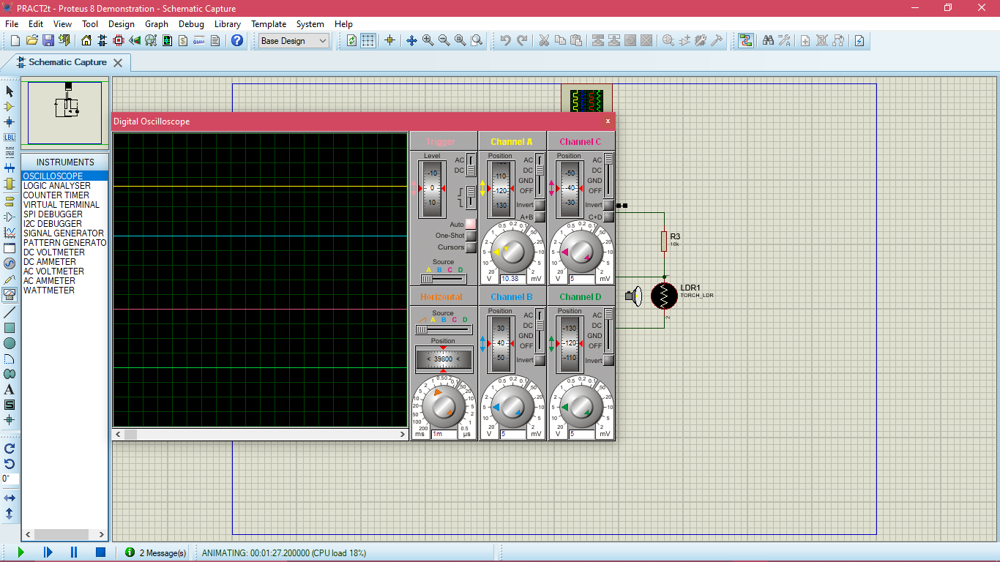 PRACT2t - Proteus 8 Demonstration - Schematic Capture
File Edit View Tool Design Graph Debug Library Template System Help
Base Design
Schematic Capture
LBL
A
S
0°
INSTRUMENTS
OSCILLOSCOPE
LOGIC ANALYSER
COUNTER TIMER
VIRTUAL TERMINAL
SPI DEBUGGER
I2C DEBUGGER
SIGNAL GENERATOR
PATTERN GENERATO
DC VOLTMETER
DC AMMETER
AC VOLTMETER
AC AMMETER
WATTMETER
Digital Oscilloscope
Trigger
Level
AC
DC
-10
0
10
Auto
One-Shot
Cursors
Source
A B C D
Channel A
Position
AC
DC
GND
OFF
110
-120
-130
Invert
A+B
V 10.38 mV
Channel C
Position
AC
DC
GND
OFF
-50
-40
-30
Invert
C+D
V 5 mV
Horizontal
Source
A B C D
Position
< 39800 <
ms 1m µs
Channel B
Position
AC
DC
GND
OFF
30
40
50
Invert
V 5 mV
Channel D
Position
AC
DC
GND
OFF
-130
-120
-110
Invert
V 5 mV
R3
10k
LDR1
TORCH_LDR
2 Message(s)
ANIMATING: 00:01:27.200000 (CPU load 18%)